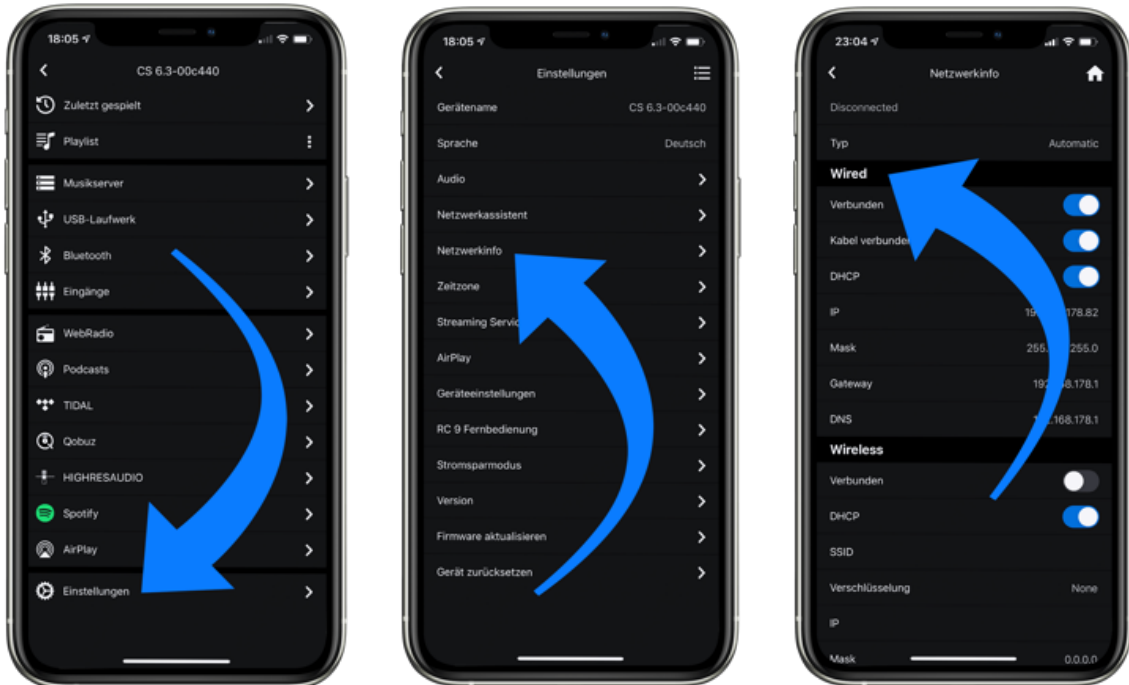 18:05
CS 6.3-00c440
Zuletzt gespielt
Playlist
Musikserver
USB-Laufwerk
Bluetooth
Eingänge
WebRadio
Podcasts
TIDAL
Qobuz
HIGHRESAUDIO
Spotify
AirPlay
Einstellungen
18:05
Einstellungen
Gerätename CS 6.3-00c440
Sprache Deutsch
Audio
Netzwerkassistent
Netzwerkinfo
Zeitzone
Streaming
AirPlay
Geräteeinstellungen
RC 9 Fernbedienung
Stromsparmodus
Version
Firmware aktualisieren
Gerät zurücksetzen
23:04
Netzwerkinfo
Disconnected
Typ Automatic
Wired
Verbunden
Kabel verbunden
DHCP
IP
Mask
Gateway
DNS
Wireless
Verbunden
DHCP
SSID
Verschlüsselung None
IP
Mask 0.0.0.0